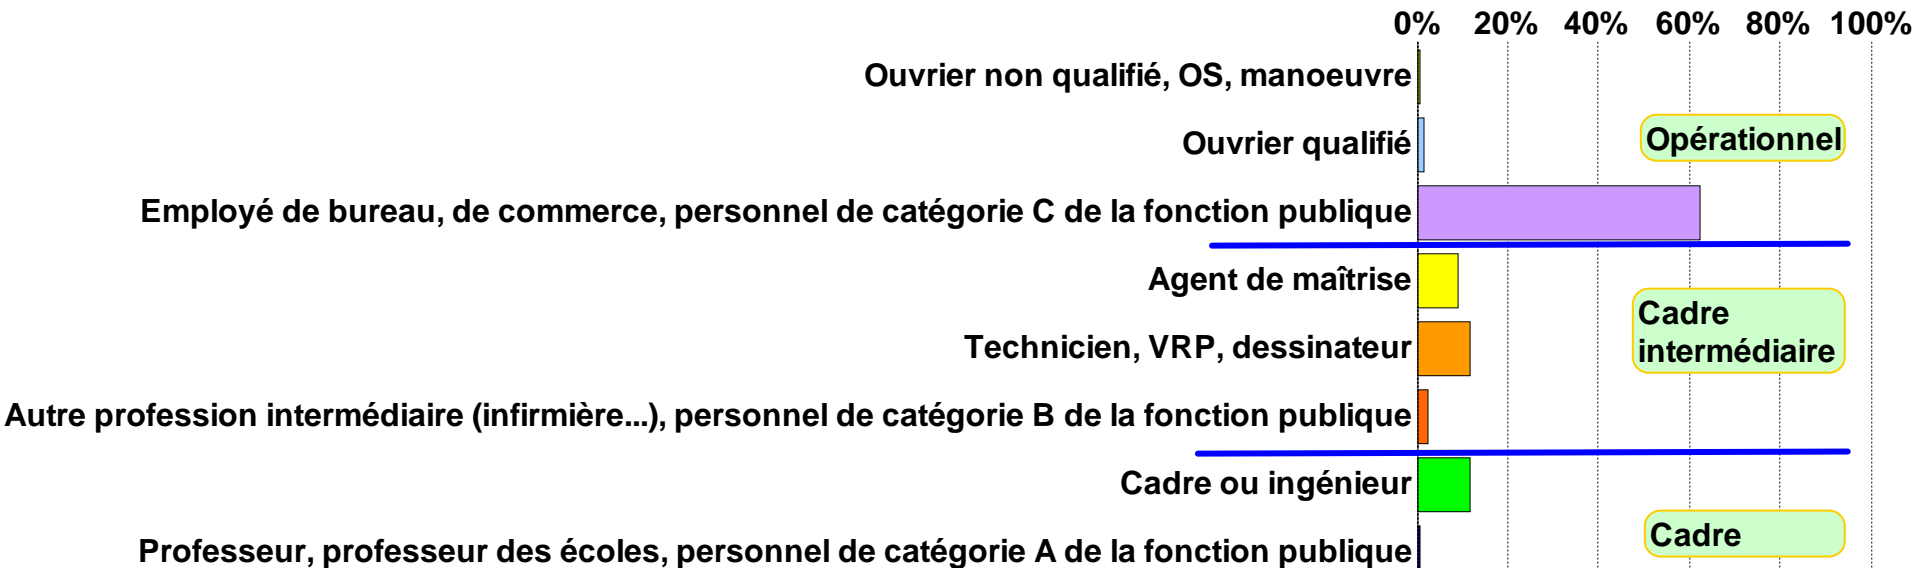 0% 20% 40% 60% 80% 100%
Ouvrier non qualifié, OS, manoeuvre
Ouvrier qualifié
Opérationnel
Employé de bureau, de commerce, personnel de catégorie C de la fonction publique
Agent de maîtrise
Cadre
intermédiaire
Technicien, VRP, dessinateur
Autre profession intermédiaire (infirmière...), personnel de catégorie B de la fonction publique
Cadre ou ingénieur
Cadre
Professeur, professeur des écoles, personnel de catégorie A de la fonction publique